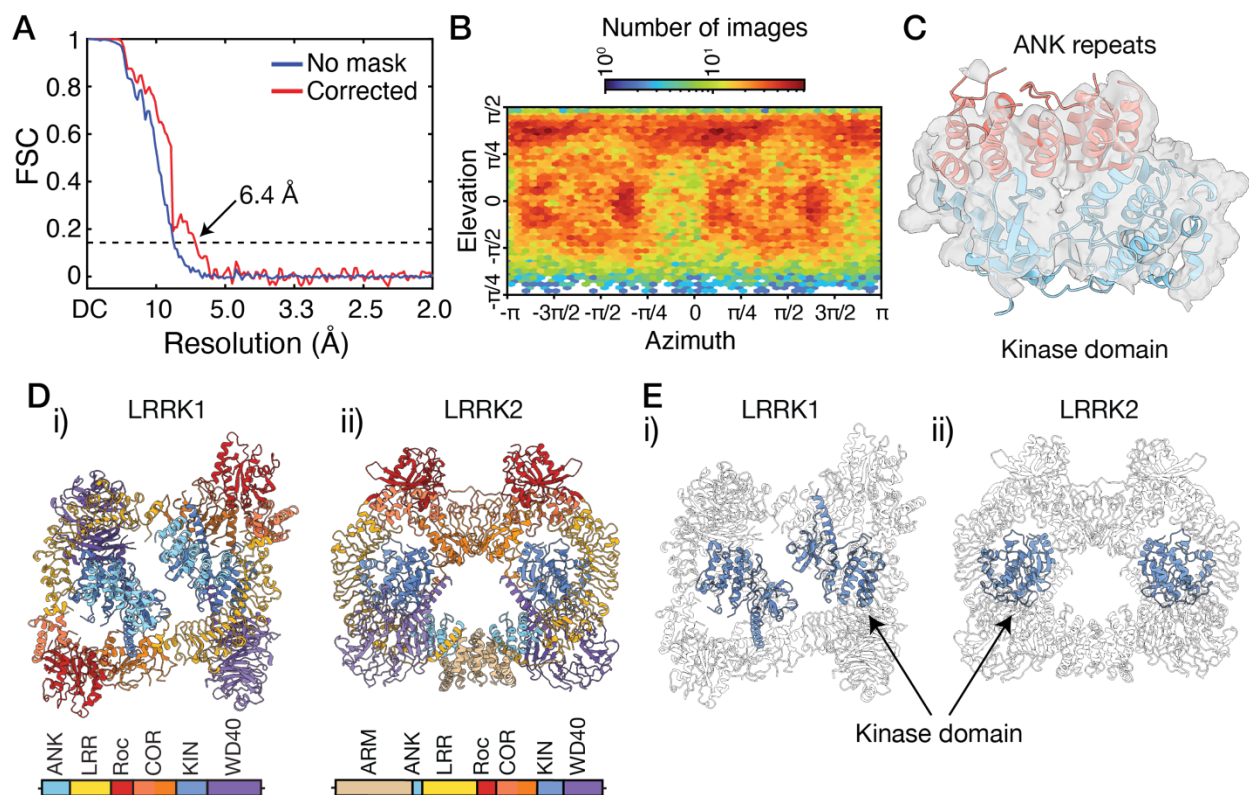 A
FSC
1
0.8
0.6
0.4
0.2
0
No mask
Corrected
6.4 Å
DC 10 5.0 3.3 2.5 2.0
Resolution (Å)
B
Number of images
10⁰ 10¹
Elevation
π/2
π/4
0
-π/2
-π/4
-π -3π/2 -π/2 -π/4 0 π/4 π/2 3π/2 π
Azimuth
C
ANK repeats
Kinase domain
D
i)
LRRK1
ii)
LRRK2
ANK LRR Roc COR KIN WD40
ARM ANK LRR Roc COR KIN WD40
E
i)
LRRK1
ii)
LRRK2
Kinase domain